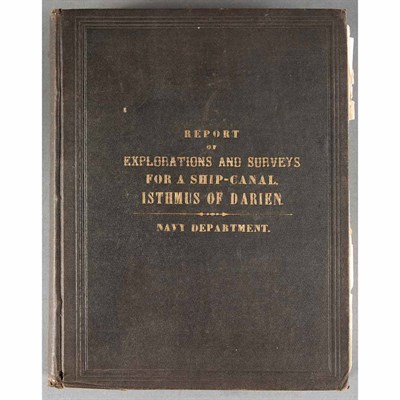 REPORT
OF
EXPLORATIONS AND SURVEYS
FOR A SHIP-CANAL,
ISTHMUS OF DARIEN.
NAVY DEPARTMENT.